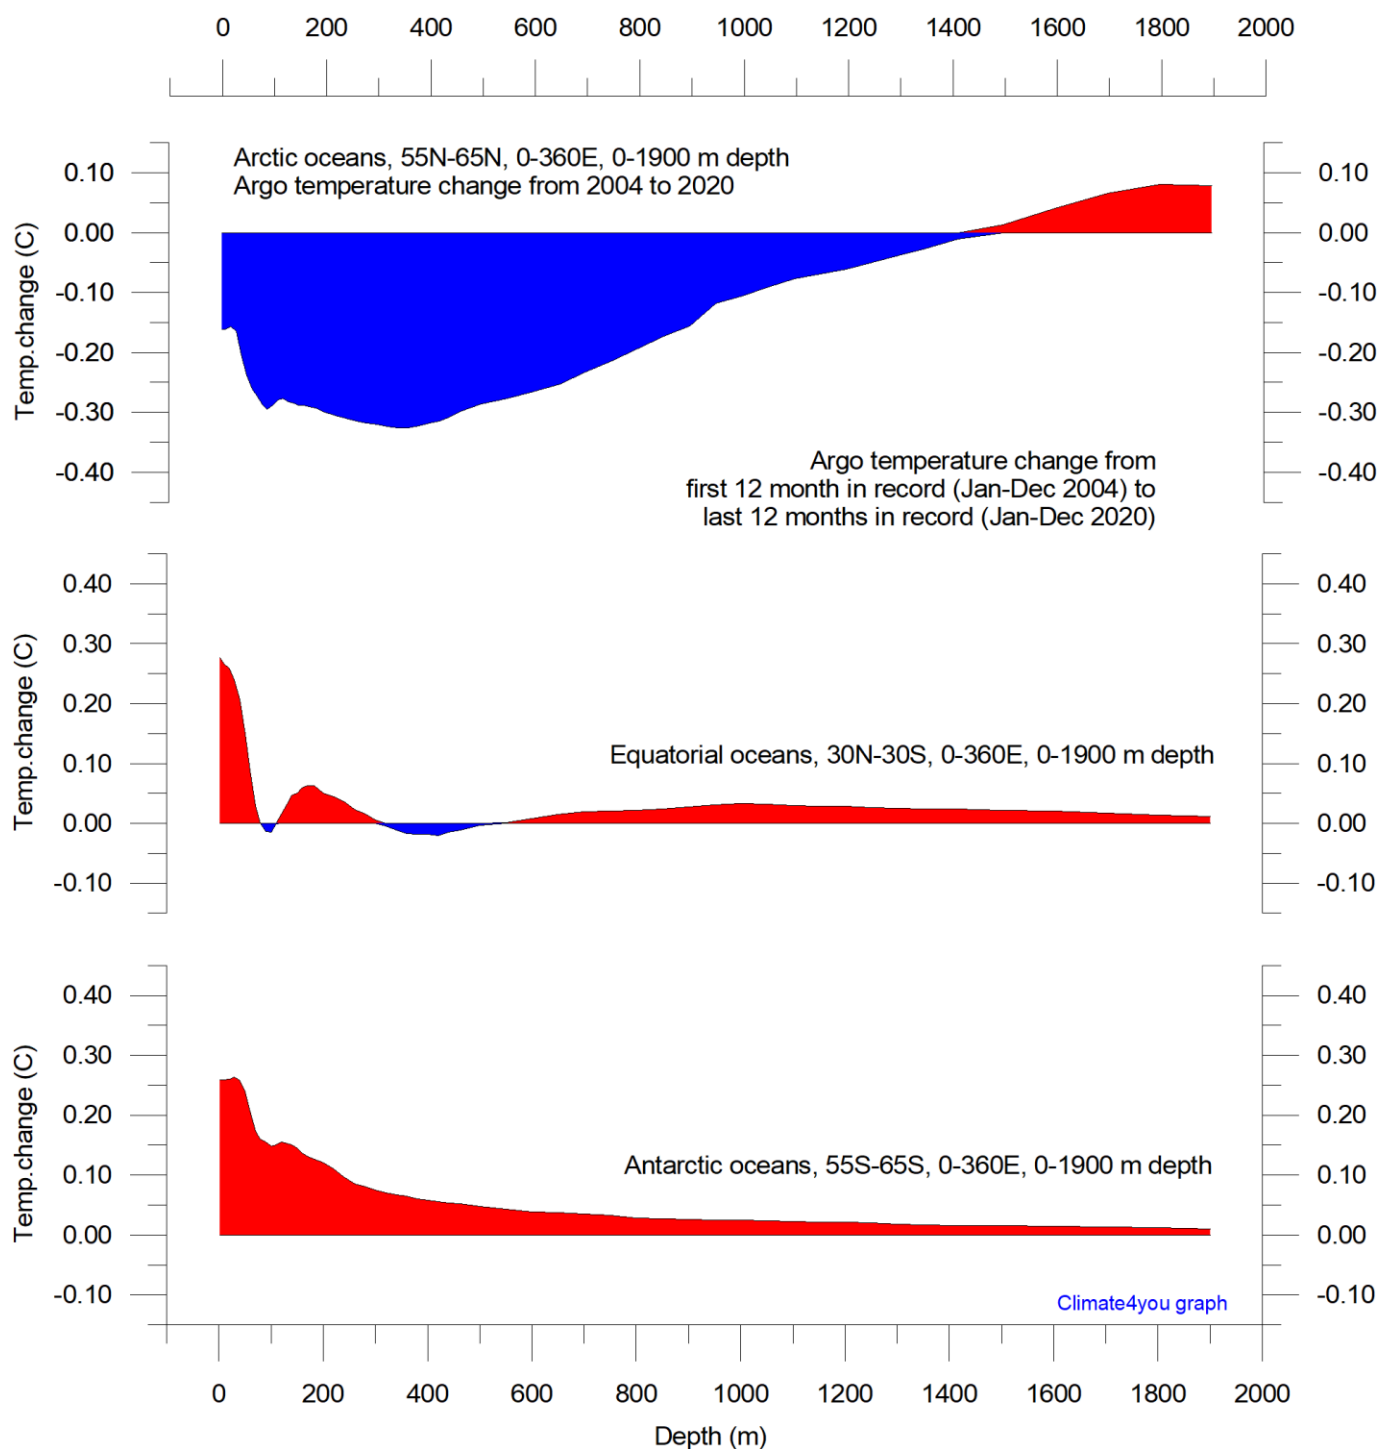 0 200 400 600 800 1000 1200 1400 1600 1800 2000
Arctic oceans, 55N-65N, 0-360E, 0-1900 m depth
Argo temperature change from 2004 to 2020
Temp.change (C)
0.10 0.10
0.00 0.00
-0.10 -0.10
-0.20 -0.20
-0.30 -0.30
-0.40 -0.40
Argo temperature change from
first 12 month in record (Jan-Dec 2004) to
last 12 months in record (Jan-Dec 2020)
Temp.change (C)
0.40 0.40
0.30 0.30
0.20 0.20
0.10 0.10
0.00 0.00
-0.10 -0.10
Equatorial oceans, 30N-30S, 0-360E, 0-1900 m depth
Temp.change (C)
0.40 0.40
0.30 0.30
0.20 0.20
0.10 0.10
0.00 0.00
-0.10 -0.10
Antarctic oceans, 55S-65S, 0-360E, 0-1900 m depth
Climate4you graph
0 200 400 600 800 1000 1200 1400 1600 1800 2000
Depth (m)